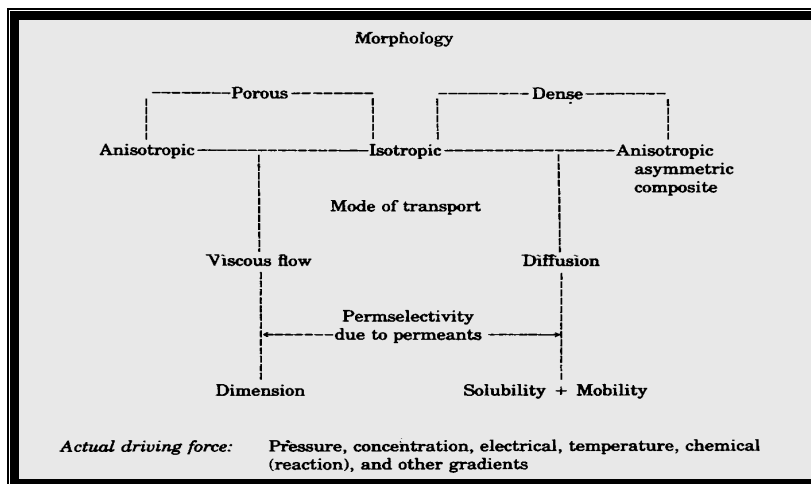 Morphology
Porous Dense
Anisotropic Isotropic Anisotropic
asymmetric
composite
Mode of transport
Viscous flow Diffusion
Permselectivity
due to permeants
Dimension Solubility + Mobility
Actual driving force: Pressure, concentration, electrical, temperature, chemical
(reaction), and other gradients